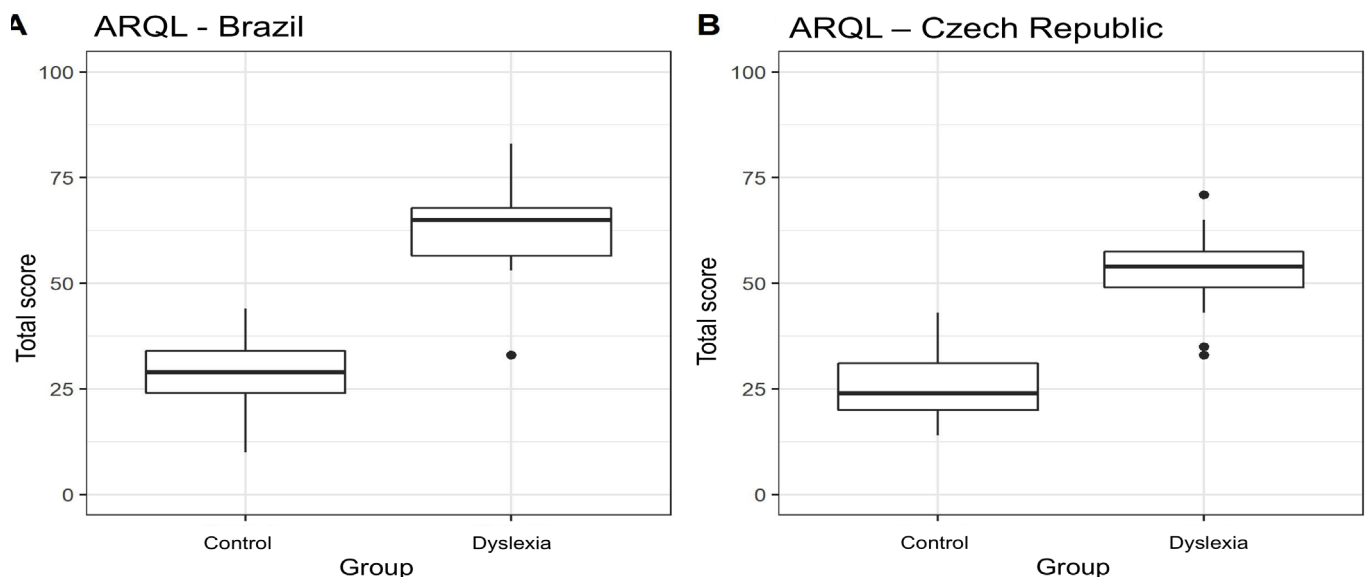 A
ARQL - Brazil
100
75
50
25
0
Total score
Control
Dyslexia
Group
B
ARQL – Czech Republic
100
75
50
25
0
Total score
Control
Dyslexia
Group